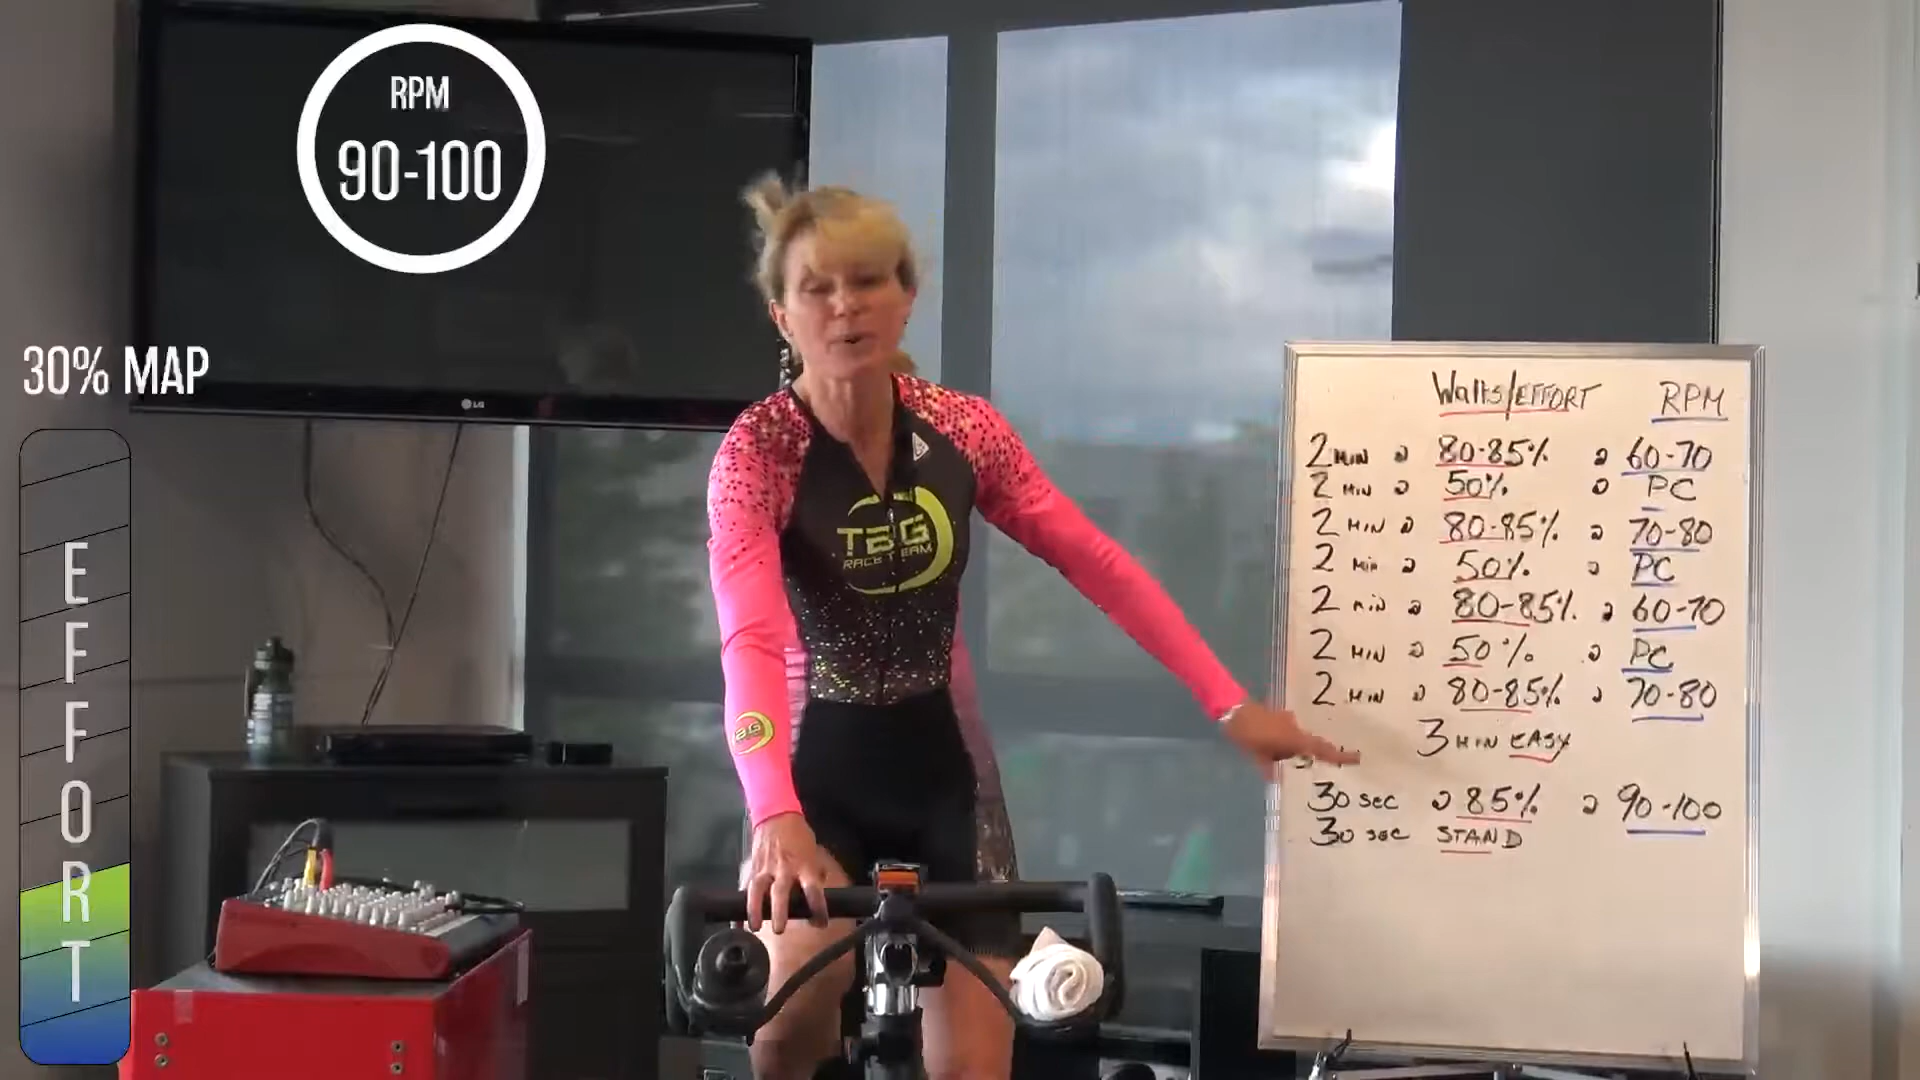 RPM
90-100
30% MAP
EFFORT
LG
TBG
RACE TEAM
Watts/EFFORT RPM
2 MIN @ 80-85% @ 60-70
2 MIN @ 50% @ PC
2 MIN @ 80-85% @ 70-80
2 MIN @ 50% @ PC
2 MIN @ 80-85% @ 60-70
2 MIN @ 50% @ PC
2 MIN @ 80-85% @ 70-80
3 MIN EASY
30 SEC @ 85% @ 90-100
30 SEC STAND